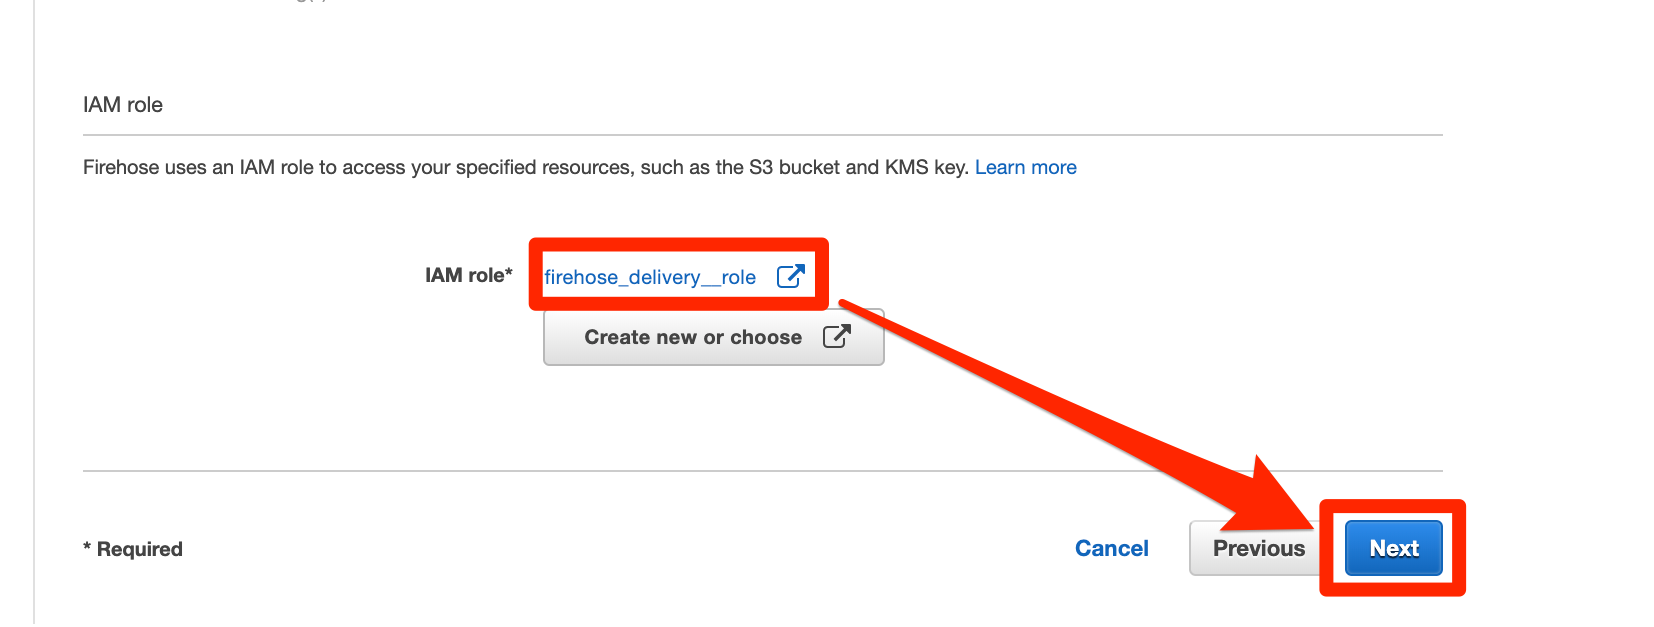 IAM role
Firehose uses an IAM role to access your specified resources, such as the S3 bucket and KMS key. Learn more
IAM role* firehose_delivery__role
Create new or choose
* Required Cancel Previous Next